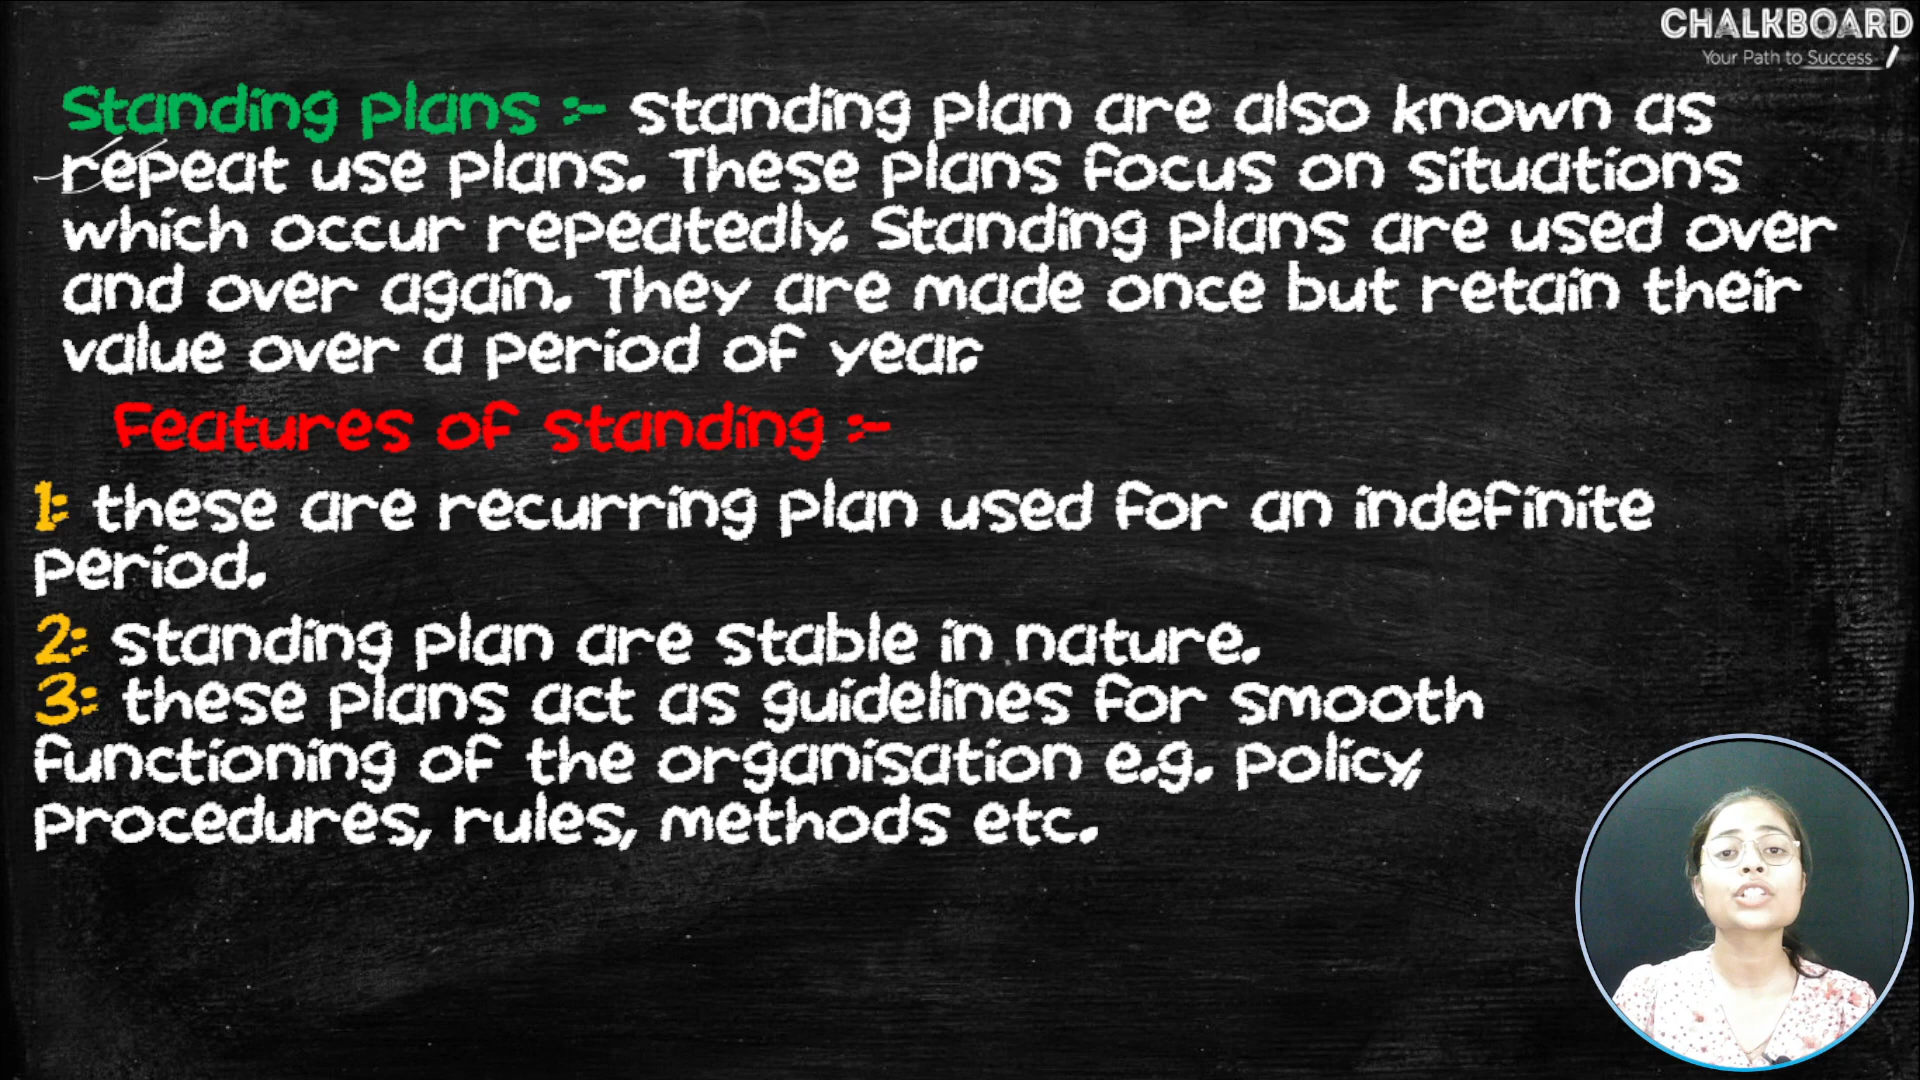 CHALKBOARD
Your Path to Success
Standing plans :- standing plan are also known as
repeat use plans. These plans focus on situations
which occur repeatedly. Standing plans are used over
and over again. They are made once but retain their
value over a period of year.
Features of standing :-
1: these are recurring plan used for an indefinite
period.
2: standing plan are stable in nature.
3: these plans act as guidelines for smooth
functioning of the organisation e.g. policy,
procedures, rules, methods etc.